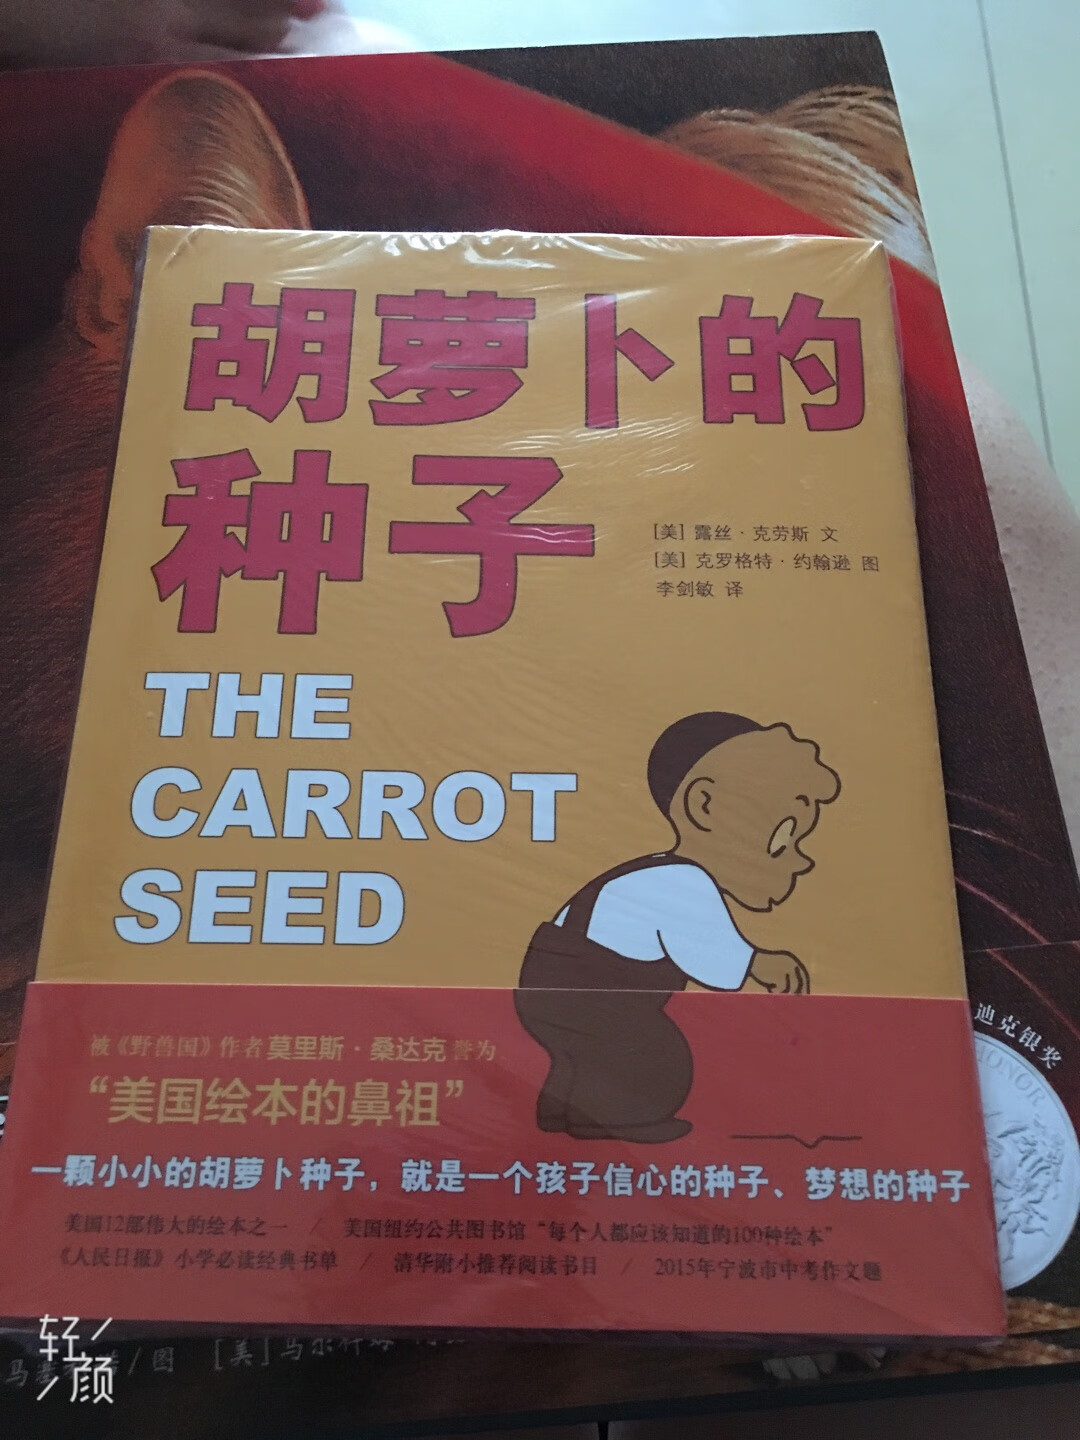 胡萝卜的
种子
[美] 露丝·克劳斯 文
[美] 克罗格特·约翰逊 图
李剑敏 译
THE
CARROT
SEED
被《野兽国》作者莫里斯·桑达克誉为
“美国绘本的鼻祖”
一颗小小的胡萝卜种子，就是一个孩子信心的种子、梦想的种子
美国12部伟大的绘本之一 / 美国纽约公共图书馆“每个人都应该知道的100种绘本”
《人民日报》小学必读经典书单 / 清华附小推荐阅读书目 / 2015年宁波市中考作文题
迪克银奖
HONOR
/图 [美]马尔
轻/
/颜